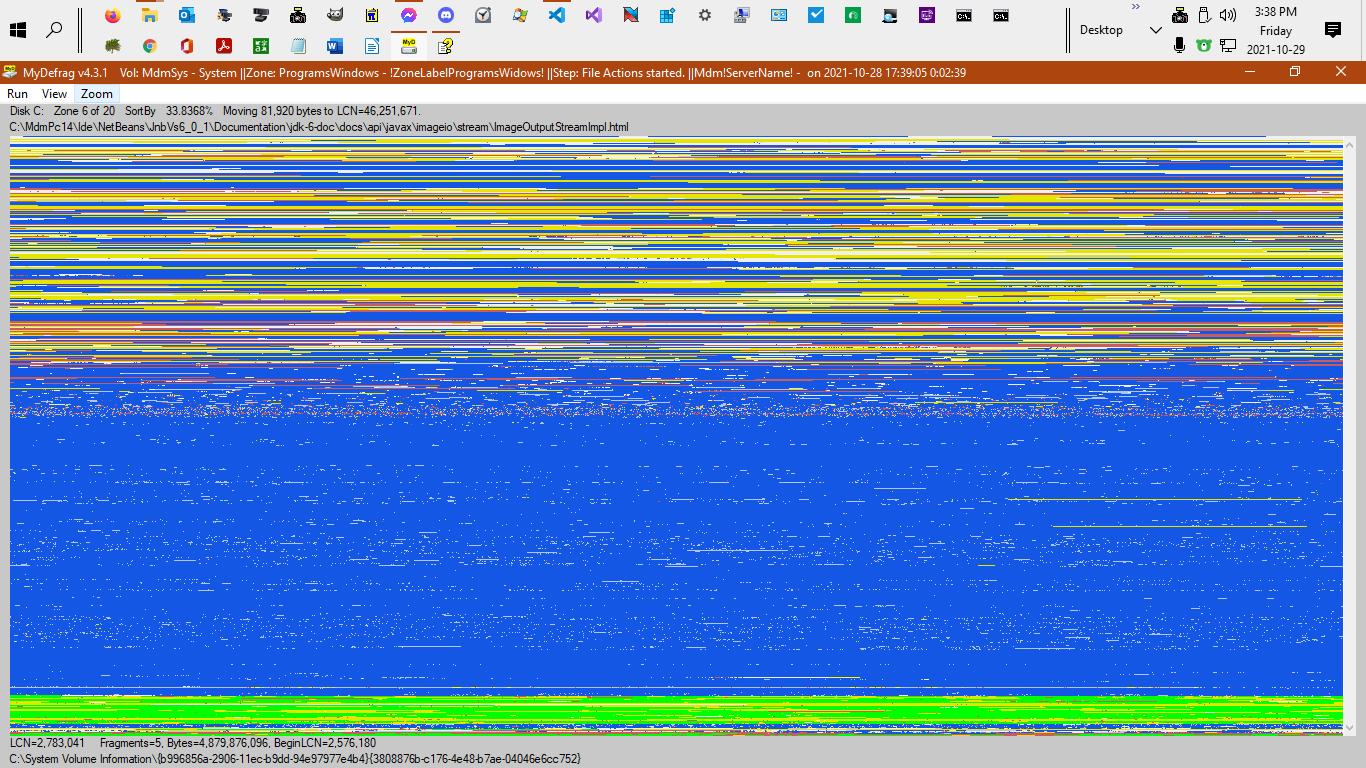 3:38 PM
Desktop
Friday
2021-10-29
MyDefrag v4.3.1 Vol: MdmSys - System ||Zone: ProgramsWindows - !ZoneLabelProgramsWidows! ||Step: File Actions started. ||Mdm!ServerName! - on 2021-10-28 17:39:05 0:02:39
Run View Zoom
Disk C: Zone 6 of 20 SortBy 33.8368% Moving 81,920 bytes to LCN=46,251,671.
C:\MdmPc14\Ide\NetBeans\JnbVs6_0_1\Documentation\jdk-6-doc\docs\api\javax\imageio\stream\ImageOutputStreamImpl.html
LCN=2,783,041 Fragments=5, Bytes=4,879,876,096, BeginLCN=2,576,180
C:\System Volume Information\{b996856a-2906-11ec-b9dd-94e97977e4b4}{3808876b-c176-4e48-b7ae-04046e6cc752}